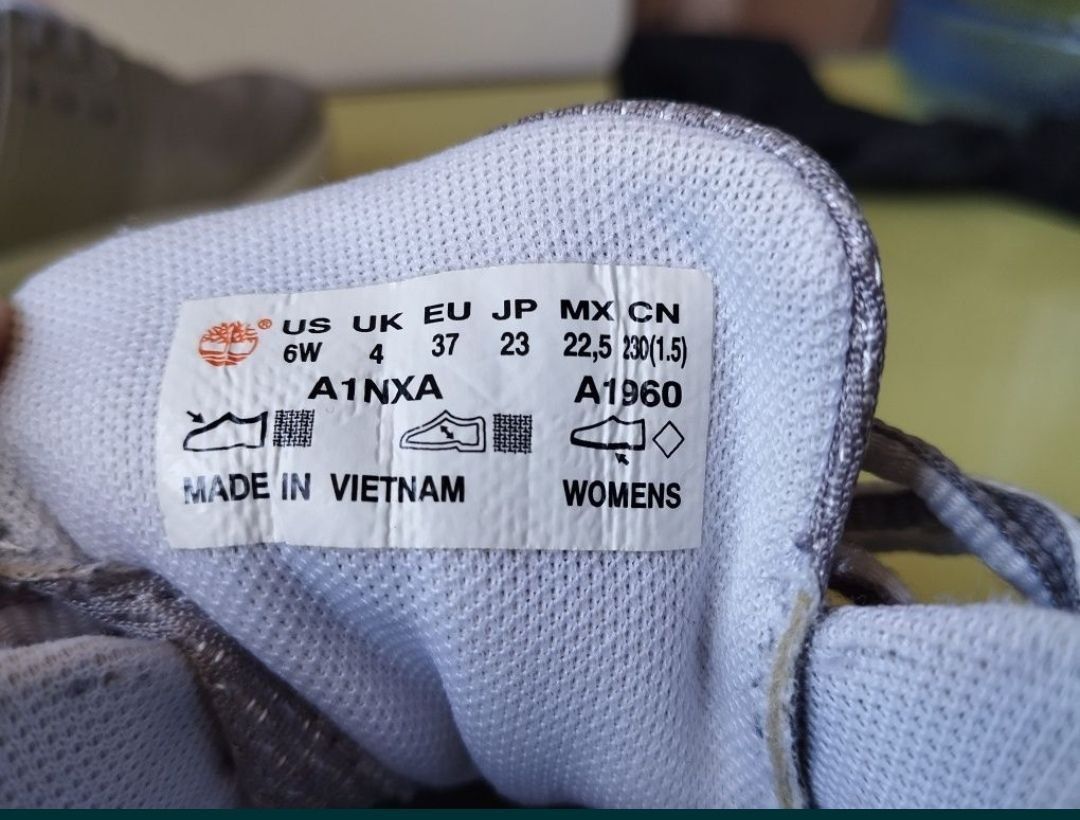 ® US UK EU JP MX CN
6W 4 37 23 22,5 230(1.5)
A1NXA A1960
MADE IN VIETNAM WOMENS